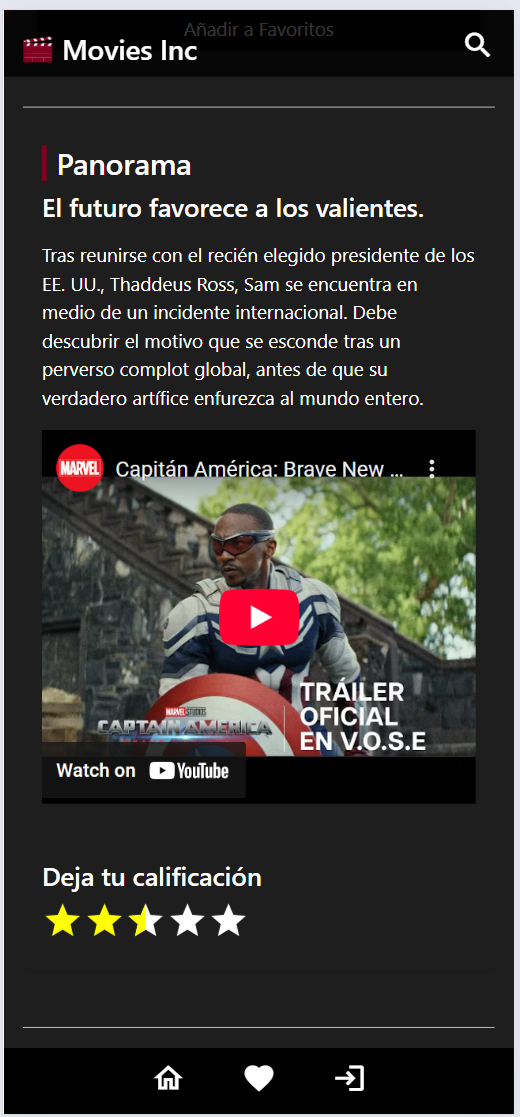 Añadir a Favoritos
Movies Inc
Panorama
El futuro favorece a los valientes.
Tras reunirse con el recién elegido presidente de los
EE. UU., Thaddeus Ross, Sam se encuentra en
medio de un incidente internacional. Debe
descubrir el motivo que se esconde tras un
perverso complot global, antes de que su
verdadero artífice enfurezca al mundo entero.
MARVEL
Capitán América: Brave New ...
MARVEL STUDIOS
CAPTAIN AMERICA
TRÁILER
OFICIAL
EN V.O.S.E
Watch on YouTube
Deja tu calificación